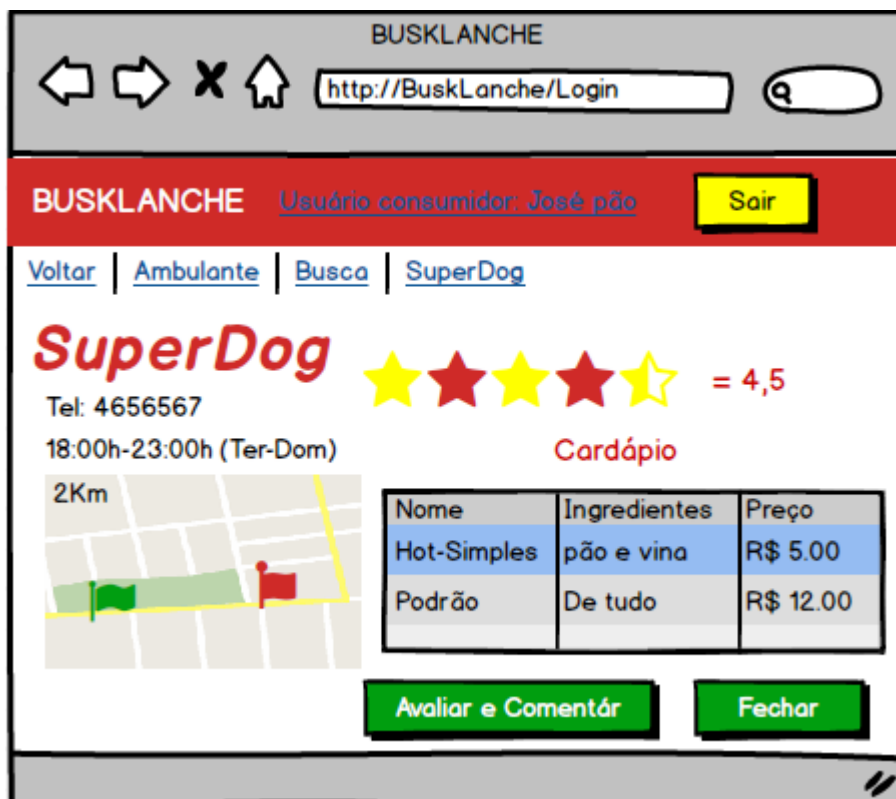 BUSKLANCHE
http://BuskLanche/Login
BUSKLANCHE Usuário consumidor: José pão Sair
Voltar Ambulante Busca SuperDog
SuperDog
= 4,5
Tel: 4656567
18:00h-23:00h (Ter-Dom)
Cardápio
2Km
Nome Ingredientes Preço
Hot-Simples pão e vina R$ 5.00
Podrão De tudo R$ 12.00
Avaliar e Comentár Fechar